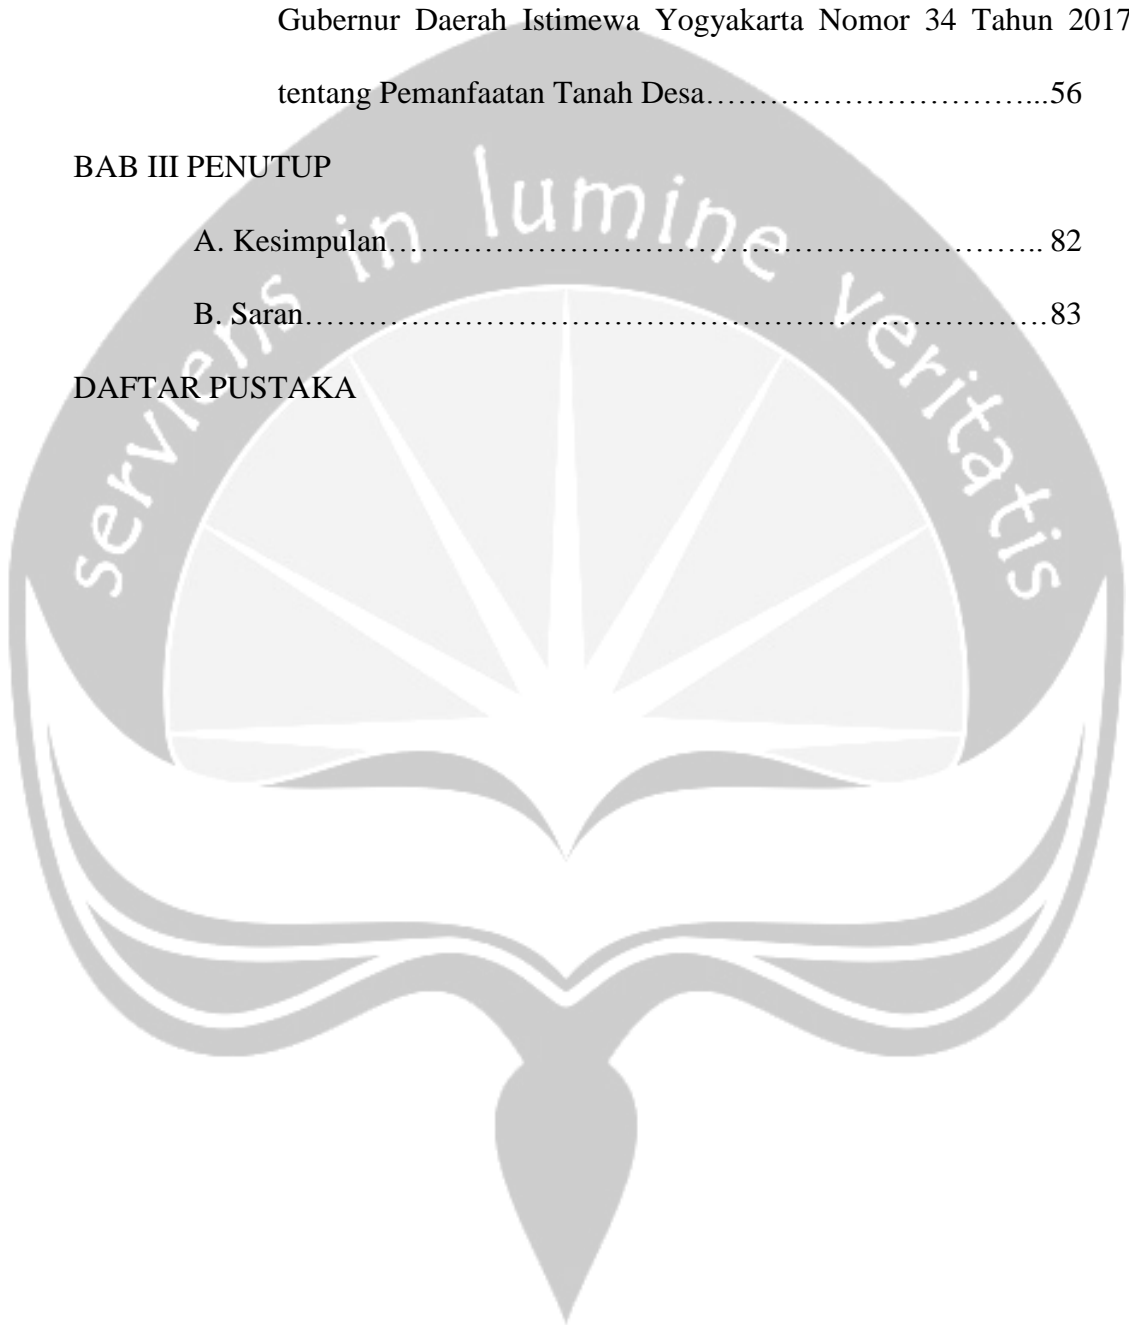 Gubernur Daerah Istimewa Yogyakarta Nomor 34 Tahun 2017
tentang Pemanfaatan Tanah Desa…………………………...56
BAB III PENUTUP
A. Kesimpulan…………………………………………………….. 82
B. Saran……………………………………………………………83
DAFTAR PUSTAKA
serviens in lumine veritatis